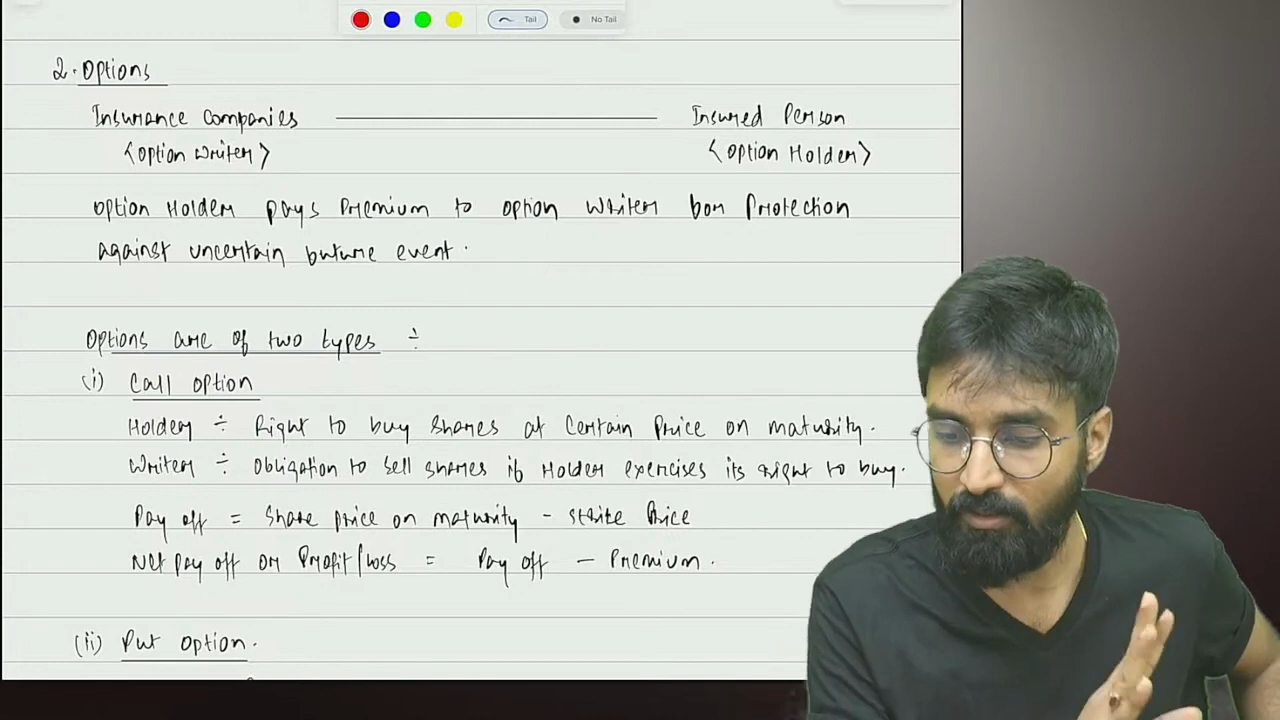 Tail No Tail
2. Options
Insurance Companies Insured Person
<Option Writer> <Option Holder>
Option Holder pays Premium to option Writer for Protection
against uncertain future event.
Options are of two types ÷
(i) Call option
Holder ÷ Right to buy shares at Certain Price on maturity.
Writer ÷ Obligation to sell shares if Holder exercises its right to buy.
Pay off = Share price on maturity - Strike Price
Net Pay off or Profit/Loss = Pay off - Premium.
(ii) Put option.